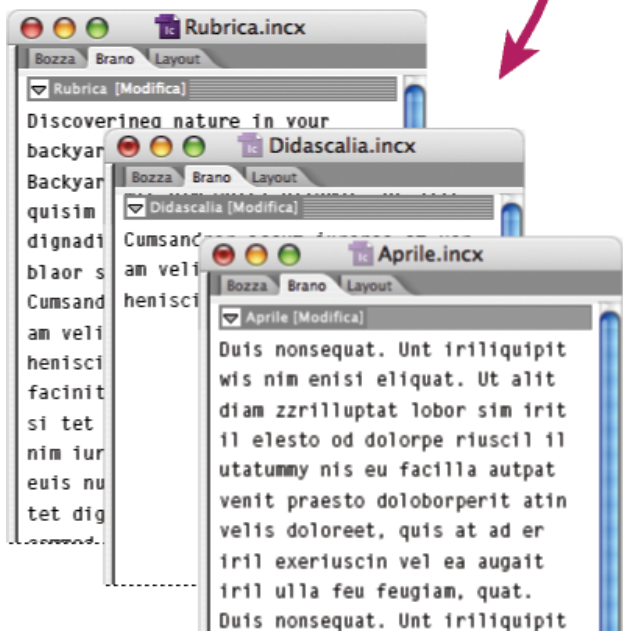 Rubrica.incx
Bozza Brano Layout
Rubrica [Modifica]
Discoverineg nature in your
backyar
Backyar
quisim
dignadi
blaor s
Cumsand
am veli
henisci
facinit
si tet
nim iur
euis nu
tet dig
Didascalia.incx
Bozza Brano Layout
Didascalia [Modifica]
am veli
henisci
Aprile.incx
Bozza Brano Layout
Aprile [Modifica]
Duis nonsequat. Unt iriliquipit
wis nim enisi eliquat. Ut alit
diam zzrilluptat lobor sim irit
il elesto od dolorpe riuscil il
utatummy nis eu facilla autpat
venit praesto doloborperit atin
velis doloreet, quis at ad er
iril exeriuscin vel ea augait
iril ulla feu feugiam, quat.
Duis nonsequat. Unt iriliquipit